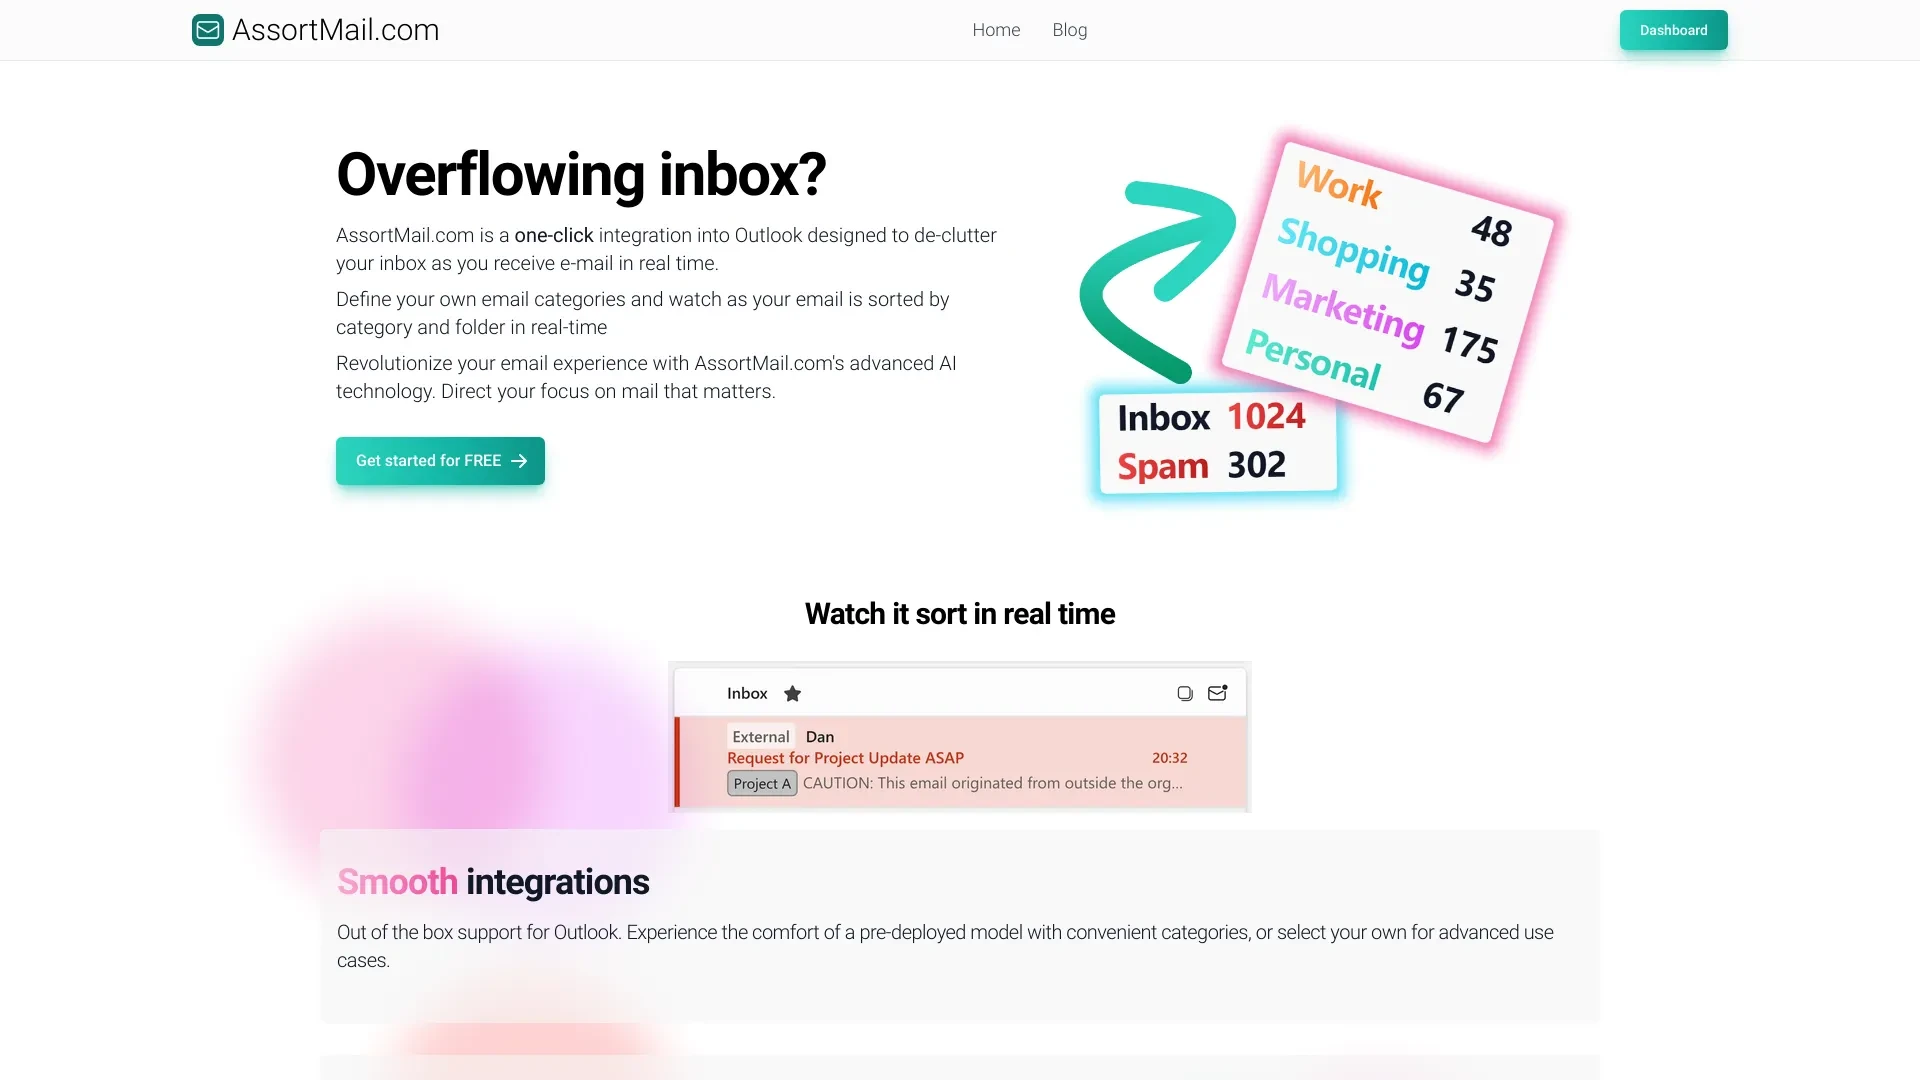 AssortMail.com
Home
Blog
Dashboard
Overflowing inbox?
AssortMail.com is a one-click integration into Outlook designed to de-clutter
your inbox as you receive e-mail in real time.
Define your own email categories and watch as your email is sorted by
category and folder in real-time
Revolutionize your email experience with AssortMail.com's advanced AI
technology. Direct your focus on mail that matters.
Get started for FREE
Work 48
Shopping 35
Marketing 175
Personal 67
Inbox 1024
Spam 302
Watch it sort in real time
Inbox
External Dan
Request for Project Update ASAP 20:32
Project A CAUTION: This email originated from outside the org...
Smooth integrations
Out of the box support for Outlook. Experience the comfort of a pre-deployed model with convenient categories, or select your own for advanced use
cases.